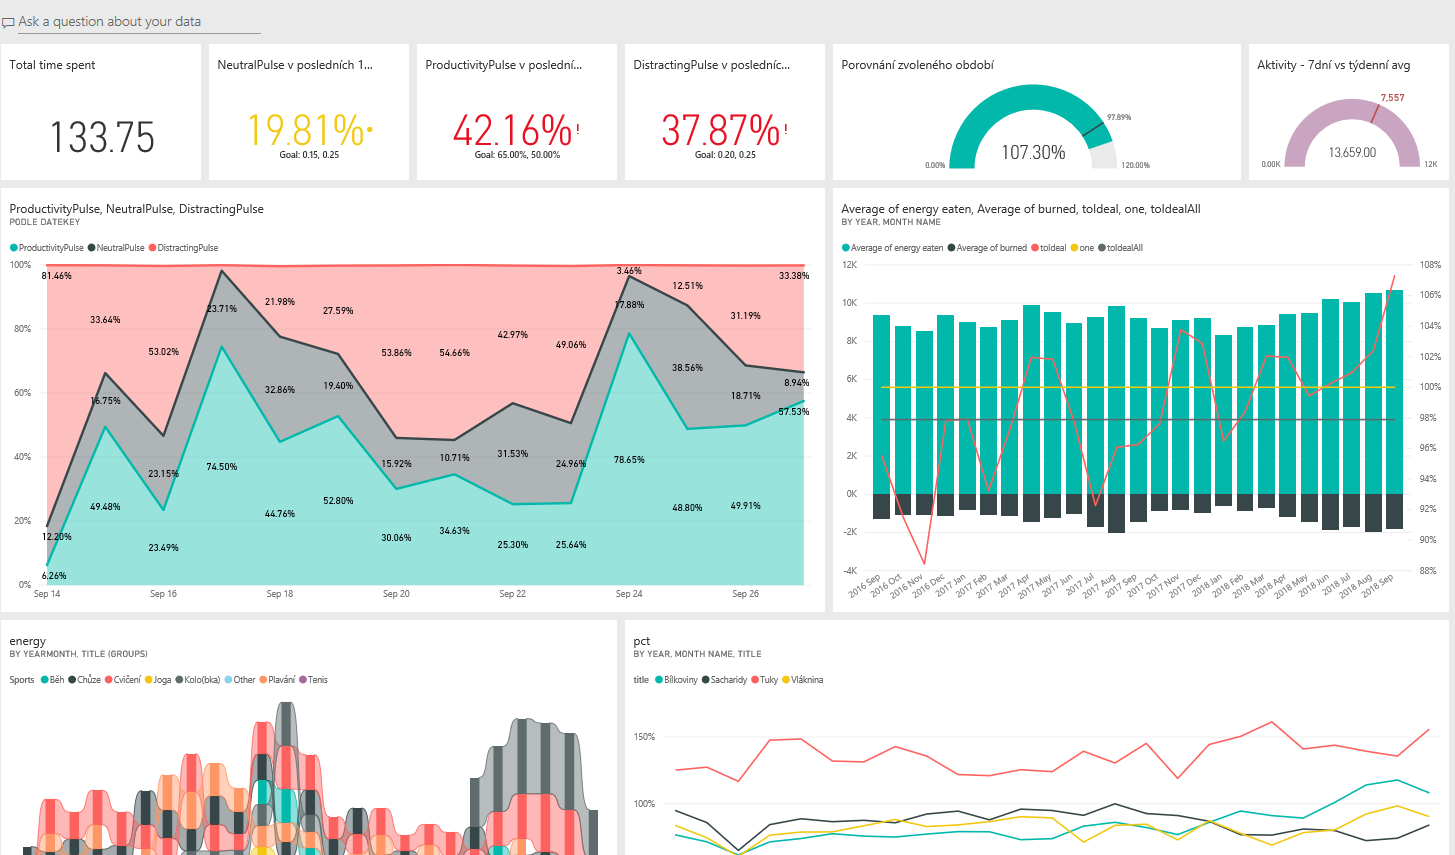 Ask a question about your data
Total time spent
133.75
NeutralPulse v posledních 1...
19.81%
Goal: 0.15, 0.25
ProductivityPulse v poslední...
42.16%!
Goal: 65.00%, 50.00%
DistractingPulse v posledníc...
37.87%!
Goal: 0.20, 0.25
Porovnání zvoleného období
97.89%
107.30%
0.00%
120.00%
Aktivity - 7dní vs týdenní avg
7,557
13,659.00
0.00K
12K
ProductivityPulse, NeutralPulse, DistractingPulse
PODLE DATEKEY
ProductivityPulse NeutralPulse DistractingPulse
100%
80%
60%
40%
20%
0%
81.46%
33.64%
53.02%
23.71%
21.98%
27.59%
53.86%
54.66%
42.97%
49.06%
3.46%
12.51%
31.19%
33.38%
12.20%
16.75%
23.15%
74.50%
32.86%
19.40%
15.92%
10.71%
31.53%
24.96%
17.88%
38.56%
18.71%
8.94%
6.26%
49.48%
23.49%
44.76%
52.80%
30.06%
34.63%
25.30%
25.64%
78.65%
48.80%
49.91%
57.53%
Sep 14 Sep 16 Sep 18 Sep 20 Sep 22 Sep 24 Sep 26
Average of energy eaten, Average of burned, toIdeal, one, toIdealAll
BY YEAR, MONTH NAME
Average of energy eaten Average of burned toIdeal one toIdealAll
12K
10K
8K
6K
4K
2K
0K
-2K
-4K
108%
106%
104%
102%
100%
98%
96%
94%
92%
90%
88%
2016 Sep
2016 Oct
2016 Nov
2016 Dec
2017 Jan
2017 Feb
2017 Mar
2017 Apr
2017 May
2017 Jun
2017 Jul
2017 Aug
2017 Sep
2017 Oct
2017 Nov
2017 Dec
2018 Jan
2018 Feb
2018 Mar
2018 Apr
2018 May
2018 Jun
2018 Jul
2018 Aug
2018 Sep
energy
BY YEARMONTH, TITLE (GROUPS)
Sports Běh Chůze Cvičení Joga Kolo(bka) Other Plavání Tenis
pct
BY YEAR, MONTH NAME, TITLE
title Bílkoviny Sacharidy Tuky Vláknina
150%
100%